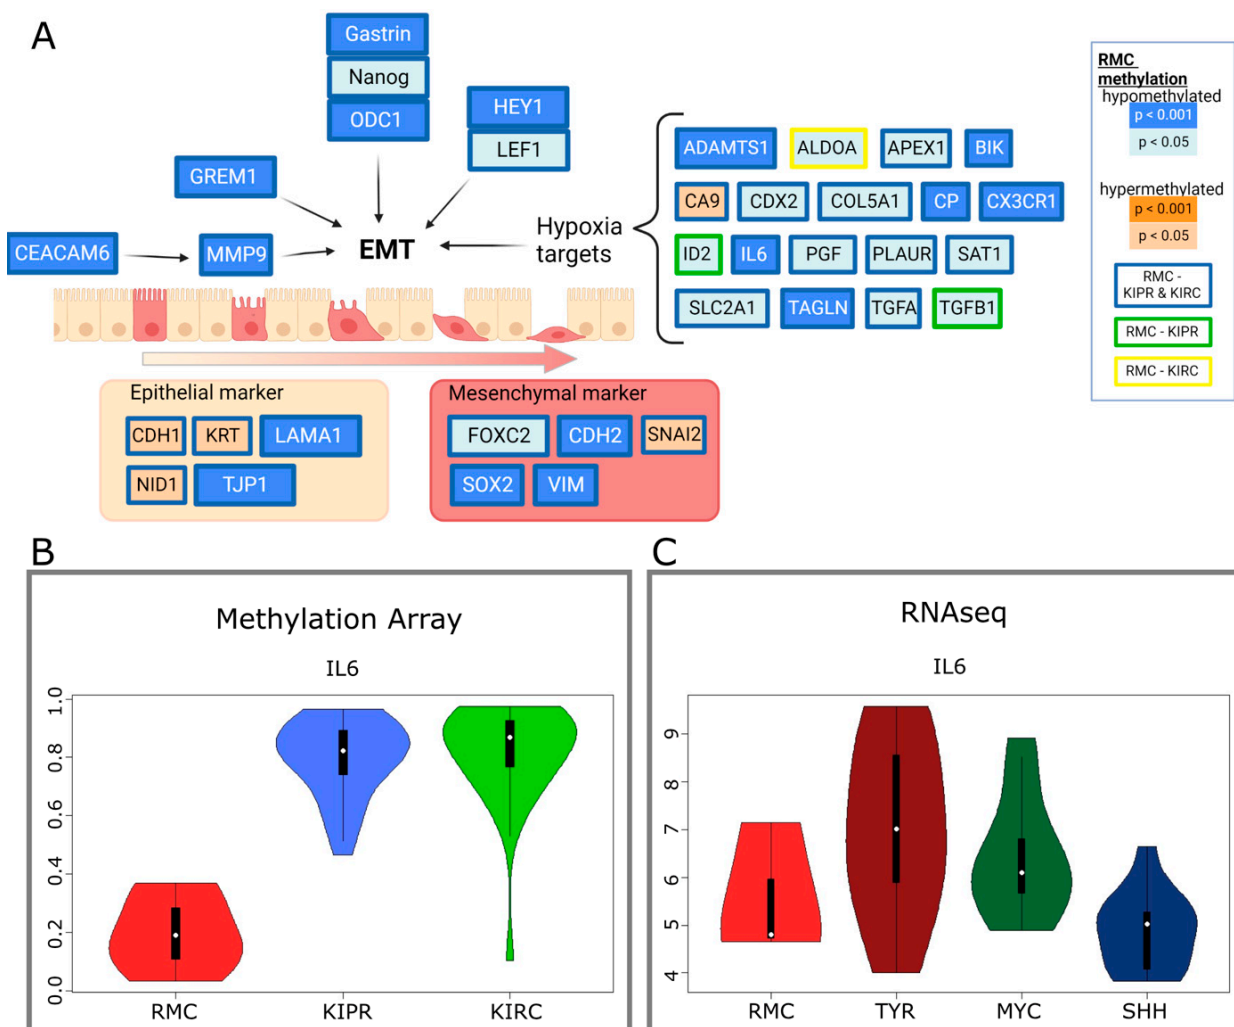 A
Gastrin
Nanog
ODC1
HEY1
LEF1
GREM1
CEACAM6
MMP9
EMT
Hypoxia
targets
ADAMTS1 ALDOA APEX1 BIK
CA9 CDX2 COL5A1 CP CX3CR1
ID2 IL6 PGF PLAUR SAT1
SLC2A1 TAGLN TGFA TGFB1
RMC
methylation
hypomethylated
p < 0.001
p < 0.05
hypermethylated
p < 0.001
p < 0.05
RMC -
KIPR & KIRC
RMC - KIPR
RMC - KIRC
Epithelial marker
CDH1 KRT LAMA1
NID1 TJP1
Mesenchymal marker
FOXC2 CDH2 SNAI2
SOX2 VIM
B
Methylation Array
IL6
1.0
0.8
0.6
0.4
0.2
0.0
RMC KIPR KIRC
C
RNAseq
IL6
9
8
7
6
5
4
RMC TYR MYC SHH